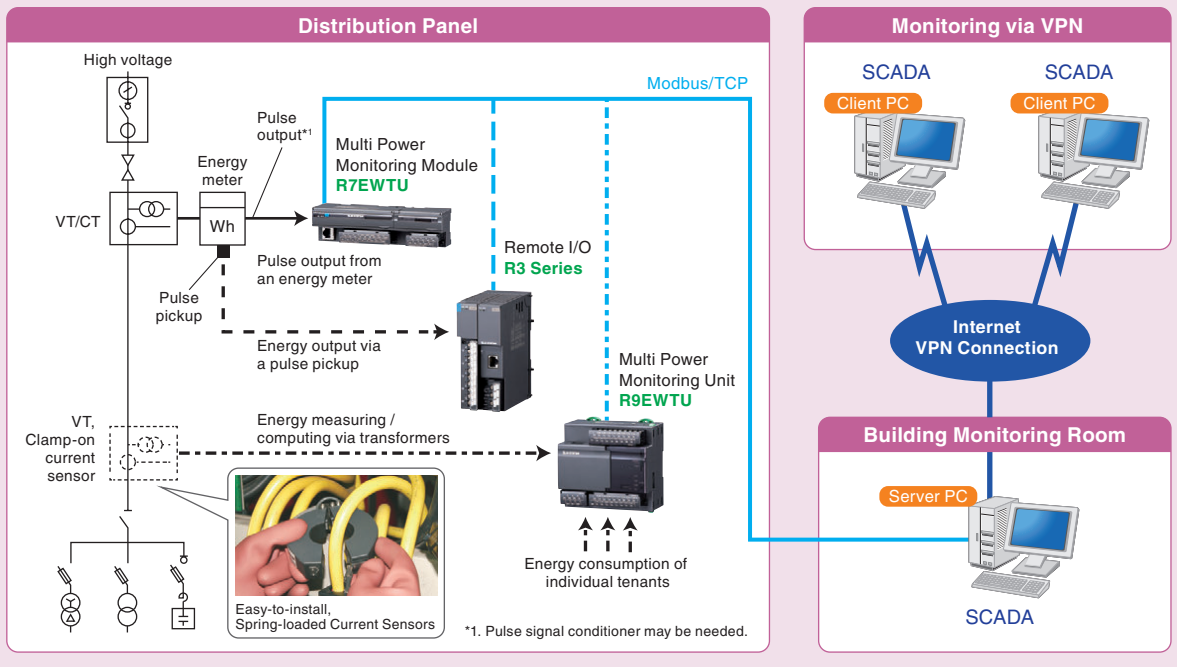 Distribution Panel
High voltage
Modbus/TCP
Pulse
output*1
Multi Power
Monitoring Module
R7EWTU
Energy
meter
VT/CT
Wh
Pulse output from
an energy meter
Pulse
pickup
Remote I/O
R3 Series
Energy output via
a pulse pickup
Multi Power
Monitoring Unit
R9EWTU
VT,
Clamp-on
current
sensor
Energy measuring /
computing via transformers
Energy consumption of
individual tenants
Easy-to-install,
Spring-loaded Current Sensors
*1. Pulse signal conditioner may be needed.
Monitoring via VPN
SCADA
Client PC
SCADA
Client PC
Internet
VPN Connection
Building Monitoring Room
Server PC
SCADA